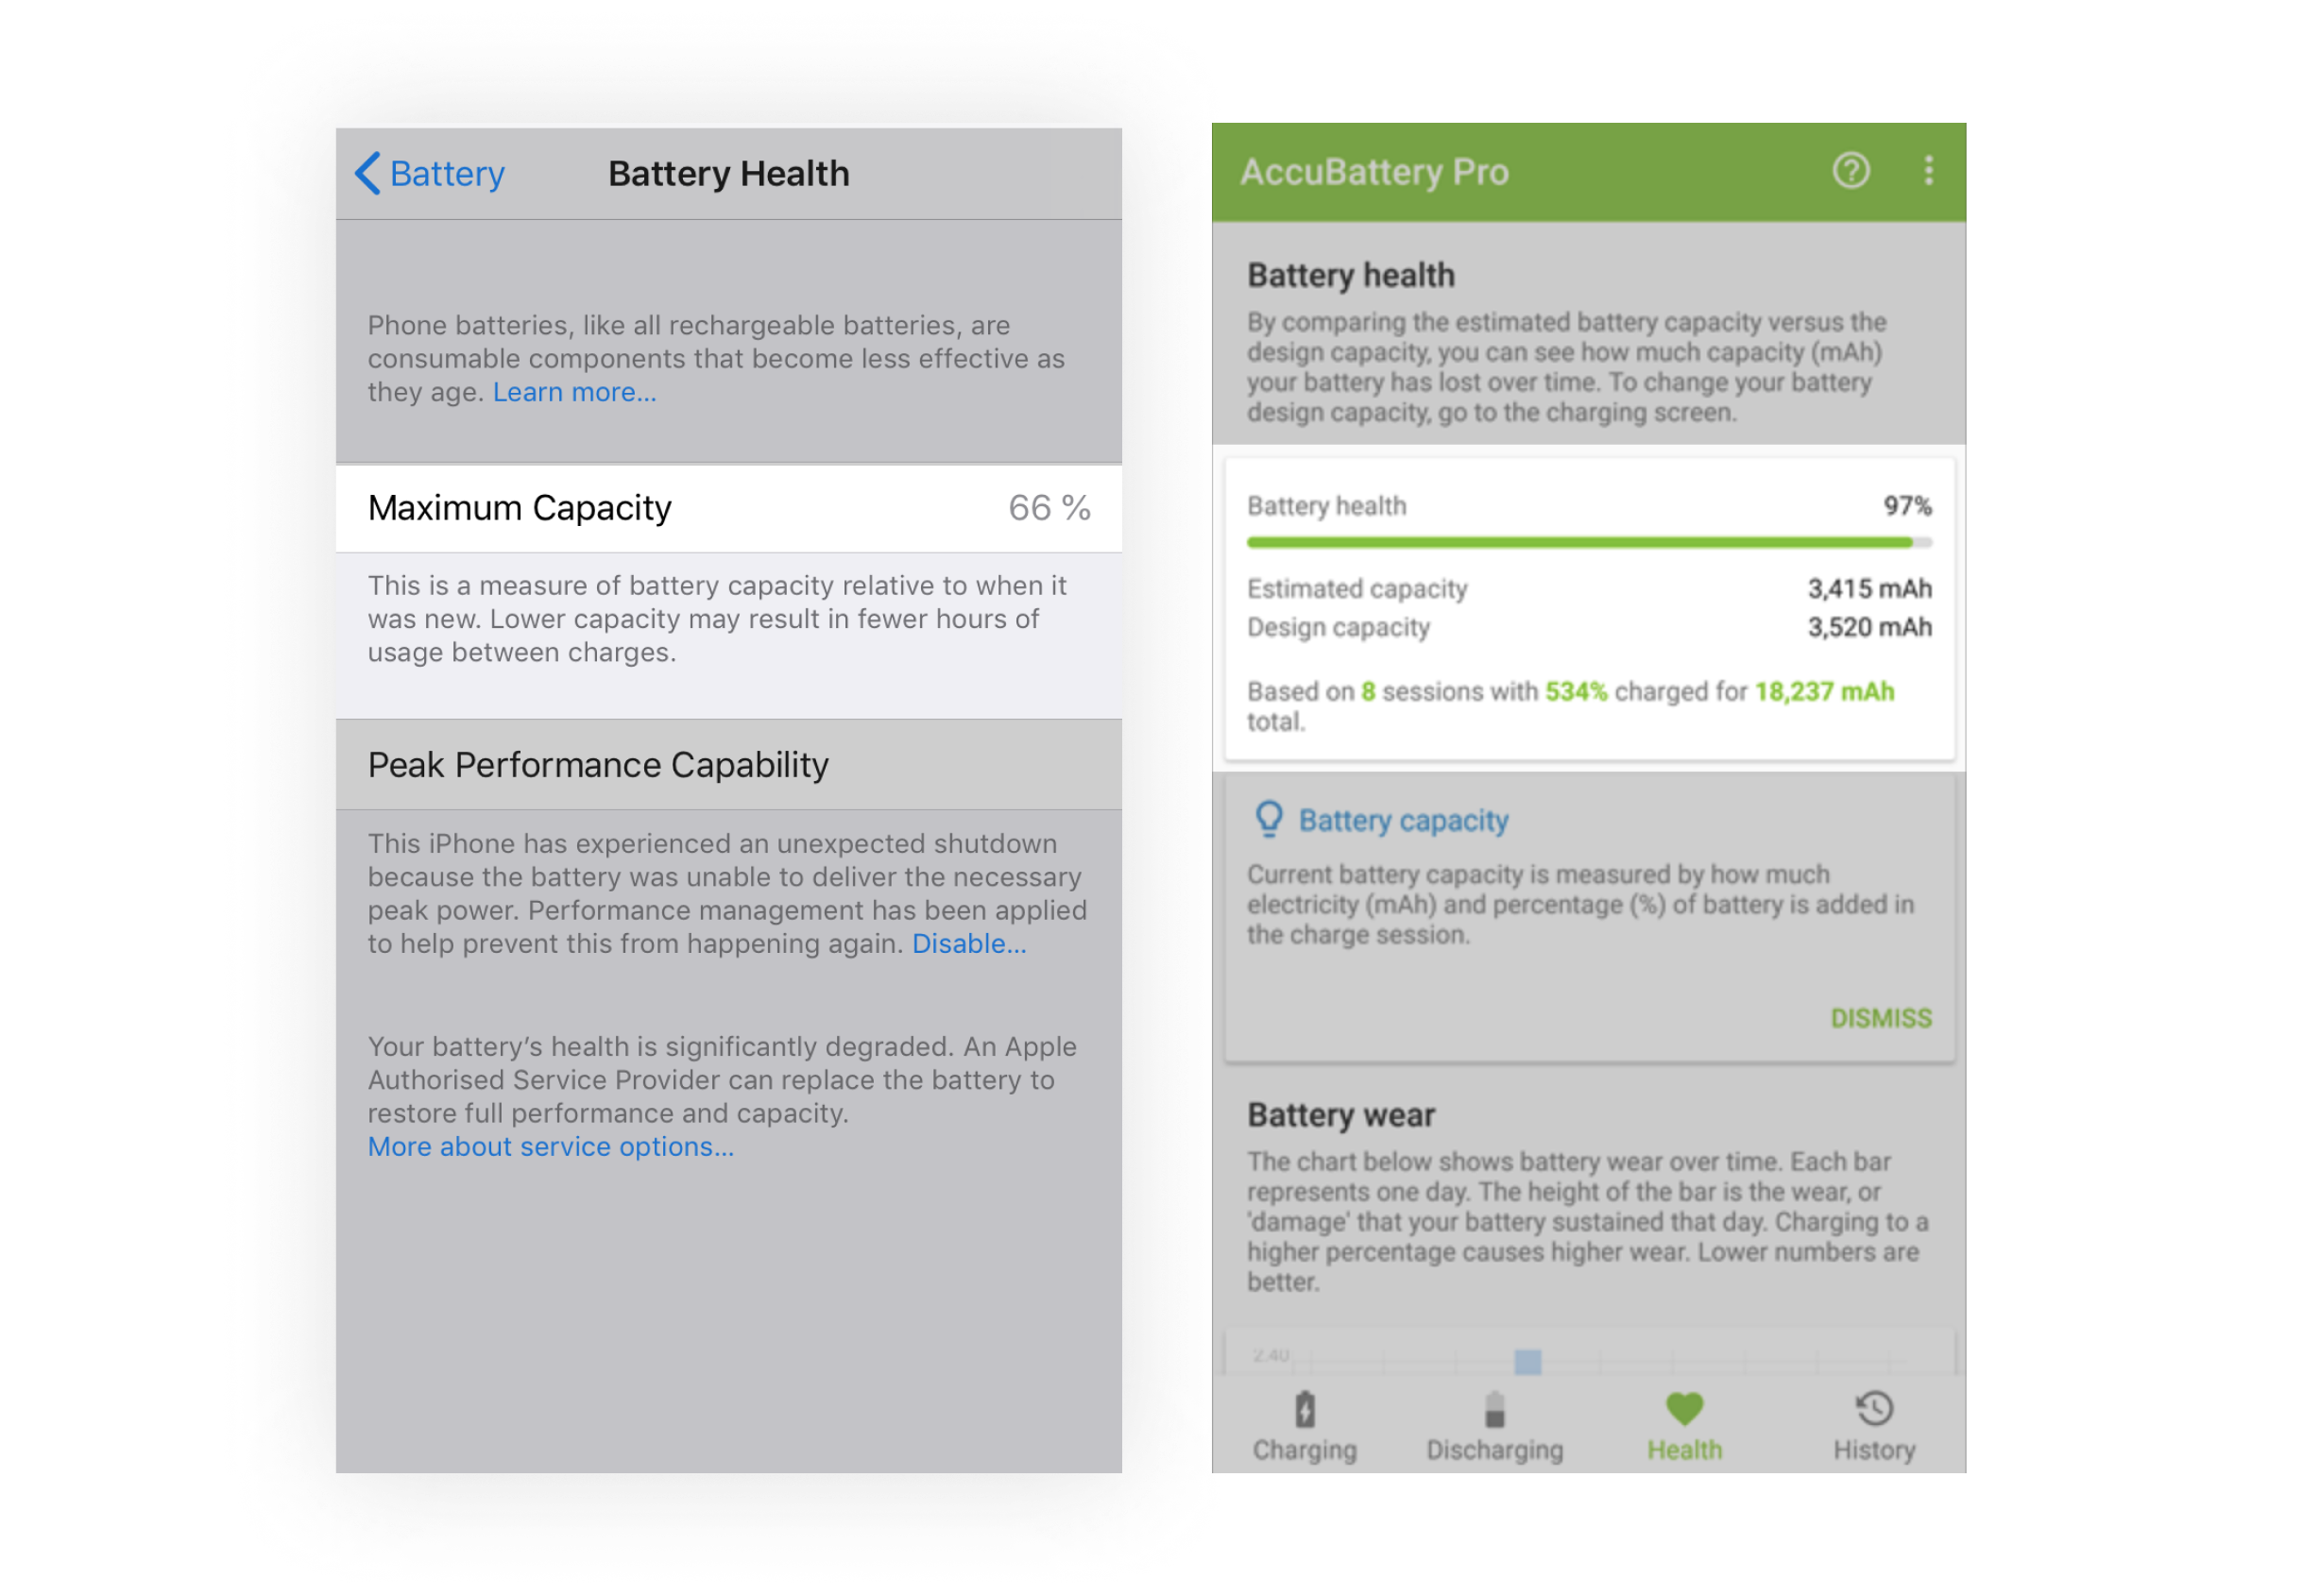 Battery
Battery Health
Phone batteries, like all rechargeable batteries, are
consumable components that become less effective as
they age. Learn more...
Maximum Capacity 66 %
This is a measure of battery capacity relative to when it
was new. Lower capacity may result in fewer hours of
usage between charges.
Peak Performance Capability
This iPhone has experienced an unexpected shutdown
because the battery was unable to deliver the necessary
peak power. Performance management has been applied
to help prevent this from happening again. Disable...
Your battery’s health is significantly degraded. An Apple
Authorised Service Provider can replace the battery to
restore full performance and capacity.
More about service options...
AccuBattery Pro
Battery health
By comparing the estimated battery capacity versus the
design capacity, you can see how much capacity (mAh)
your battery has lost over time. To change your battery
design capacity, go to the charging screen.
Battery health 97%
Estimated capacity 3,415 mAh
Design capacity 3,520 mAh
Based on 8 sessions with 534% charged for 18,237 mAh
total.
Battery capacity
Current battery capacity is measured by how much
electricity (mAh) and percentage (%) of battery is added in
the charge session.
DISMISS
Battery wear
The chart below shows battery wear over time. Each bar
represents one day. The height of the bar is the wear, or
'damage' that your battery sustained that day. Charging to a
higher percentage causes higher wear. Lower numbers are
better.
2.40
Charging Discharging Health History